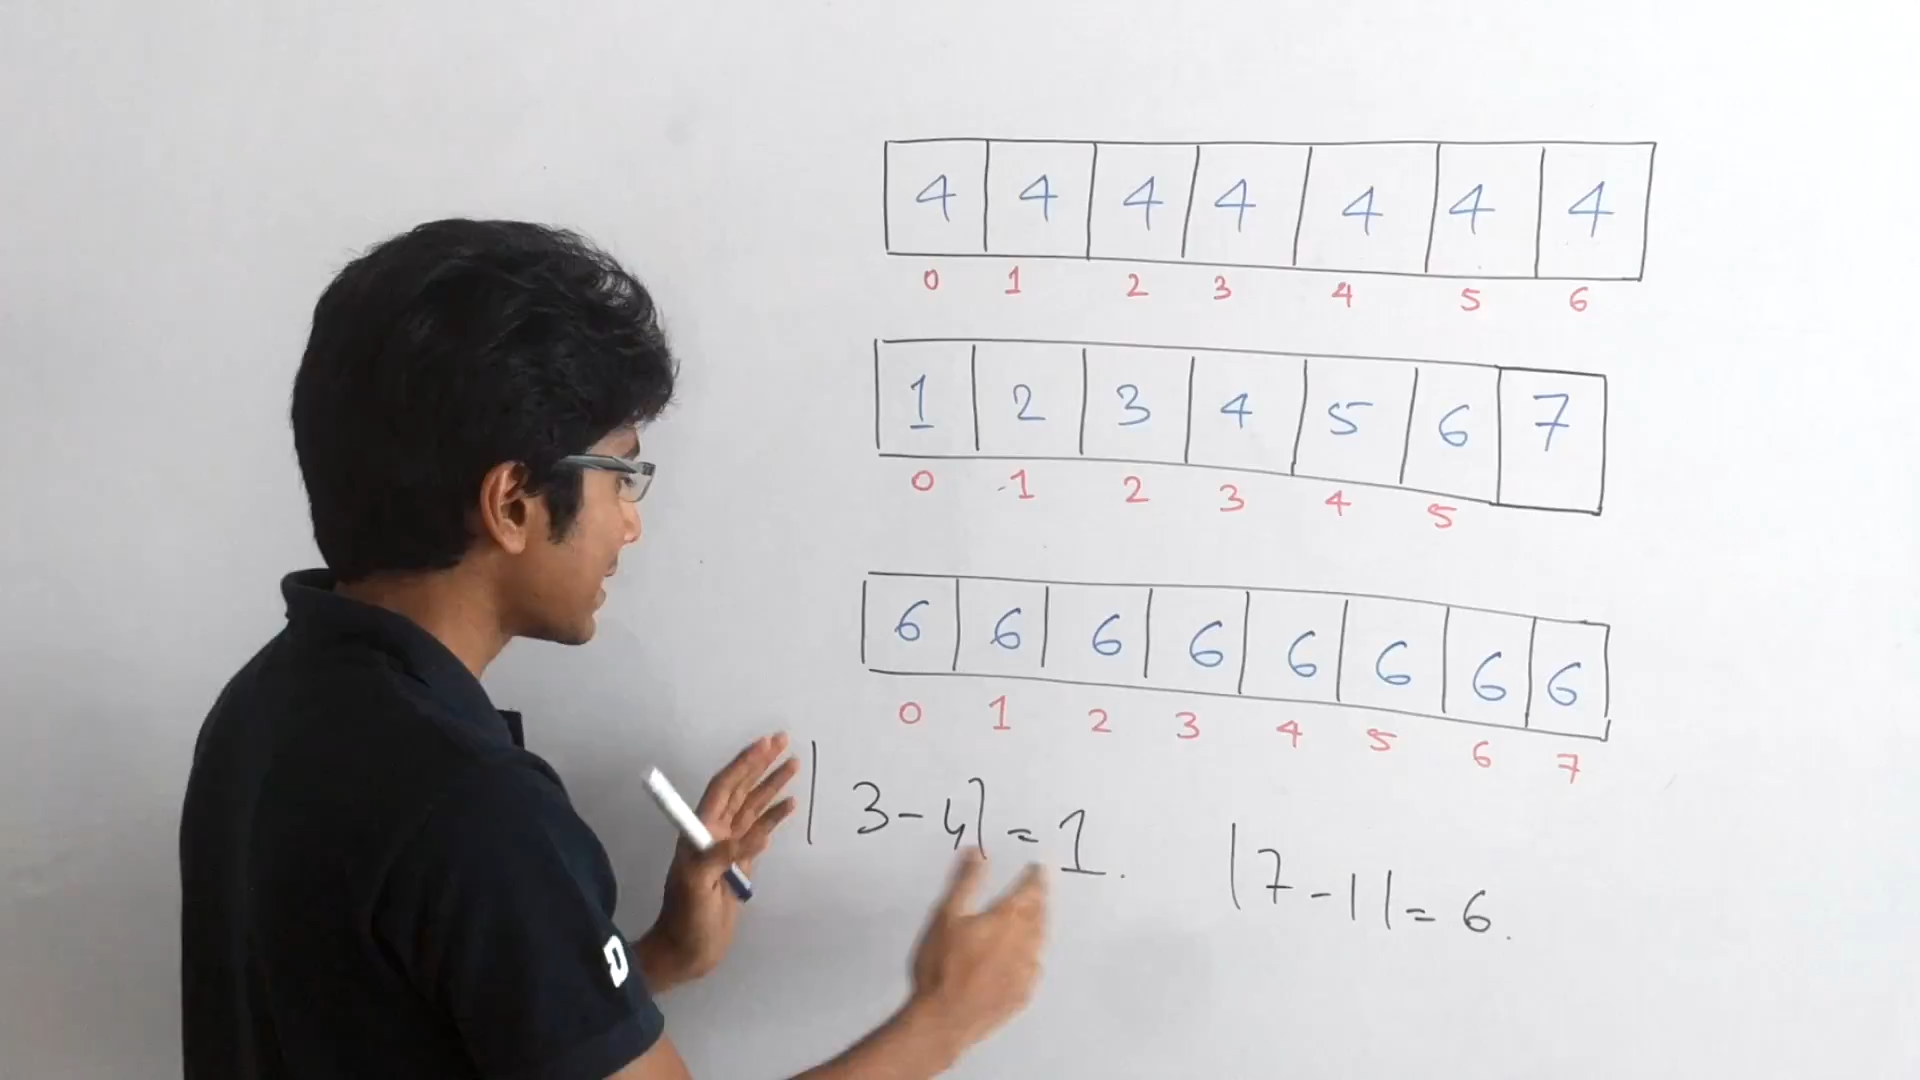 4 4 4 4 4 4 4
0 1 2 3 4 5 6
1 2 3 4 5 6 7
0 1 2 3 4 5
6 6 6 6 6 6 6 6
0 1 2 3 4 5 6 7
|3-4|=1.
|7-1|=6.